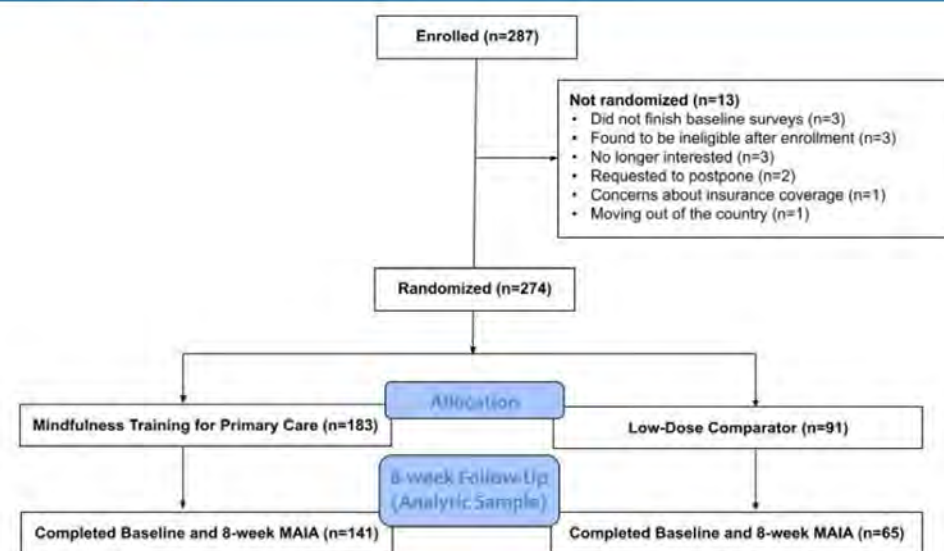 Enrolled (n=287)
Not randomized (n=13)
• Did not finish baseline surveys (n=3)
• Found to be ineligible after enrollment (n=3)
• No longer interested (n=3)
• Requested to postpone (n=2)
• Concerns about insurance coverage (n=1)
• Moving out of the country (n=1)
Randomized (n=274)
Allocation
Mindfulness Training for Primary Care (n=183)
Low-Dose Comparator (n=91)
8-week Follow-Up
(Analytic Sample)
Completed Baseline and 8-week MAIA (n=141)
Completed Baseline and 8-week MAIA (n=65)